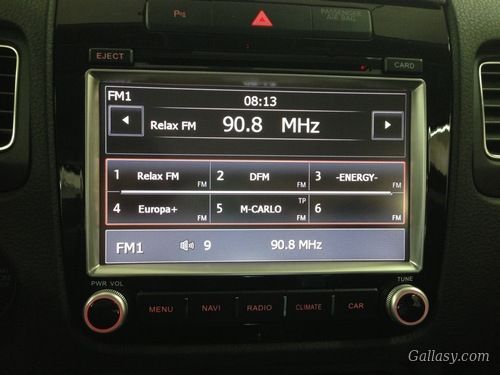 PASSENGER
AIR BAG
EJECT
CARD
FM1
08:13
Relax FM 90.8 MHz
1 Relax FM FM 2 DFM FM 3 -ENERGY- FM
4 Europa+ FM 5 M-CARLO TP FM 6 FM
FM1 9 90.8 MHz
PWR VOL
TUNE
MENU NAVI RADIO CLIMATE CAR
Gallasy.com